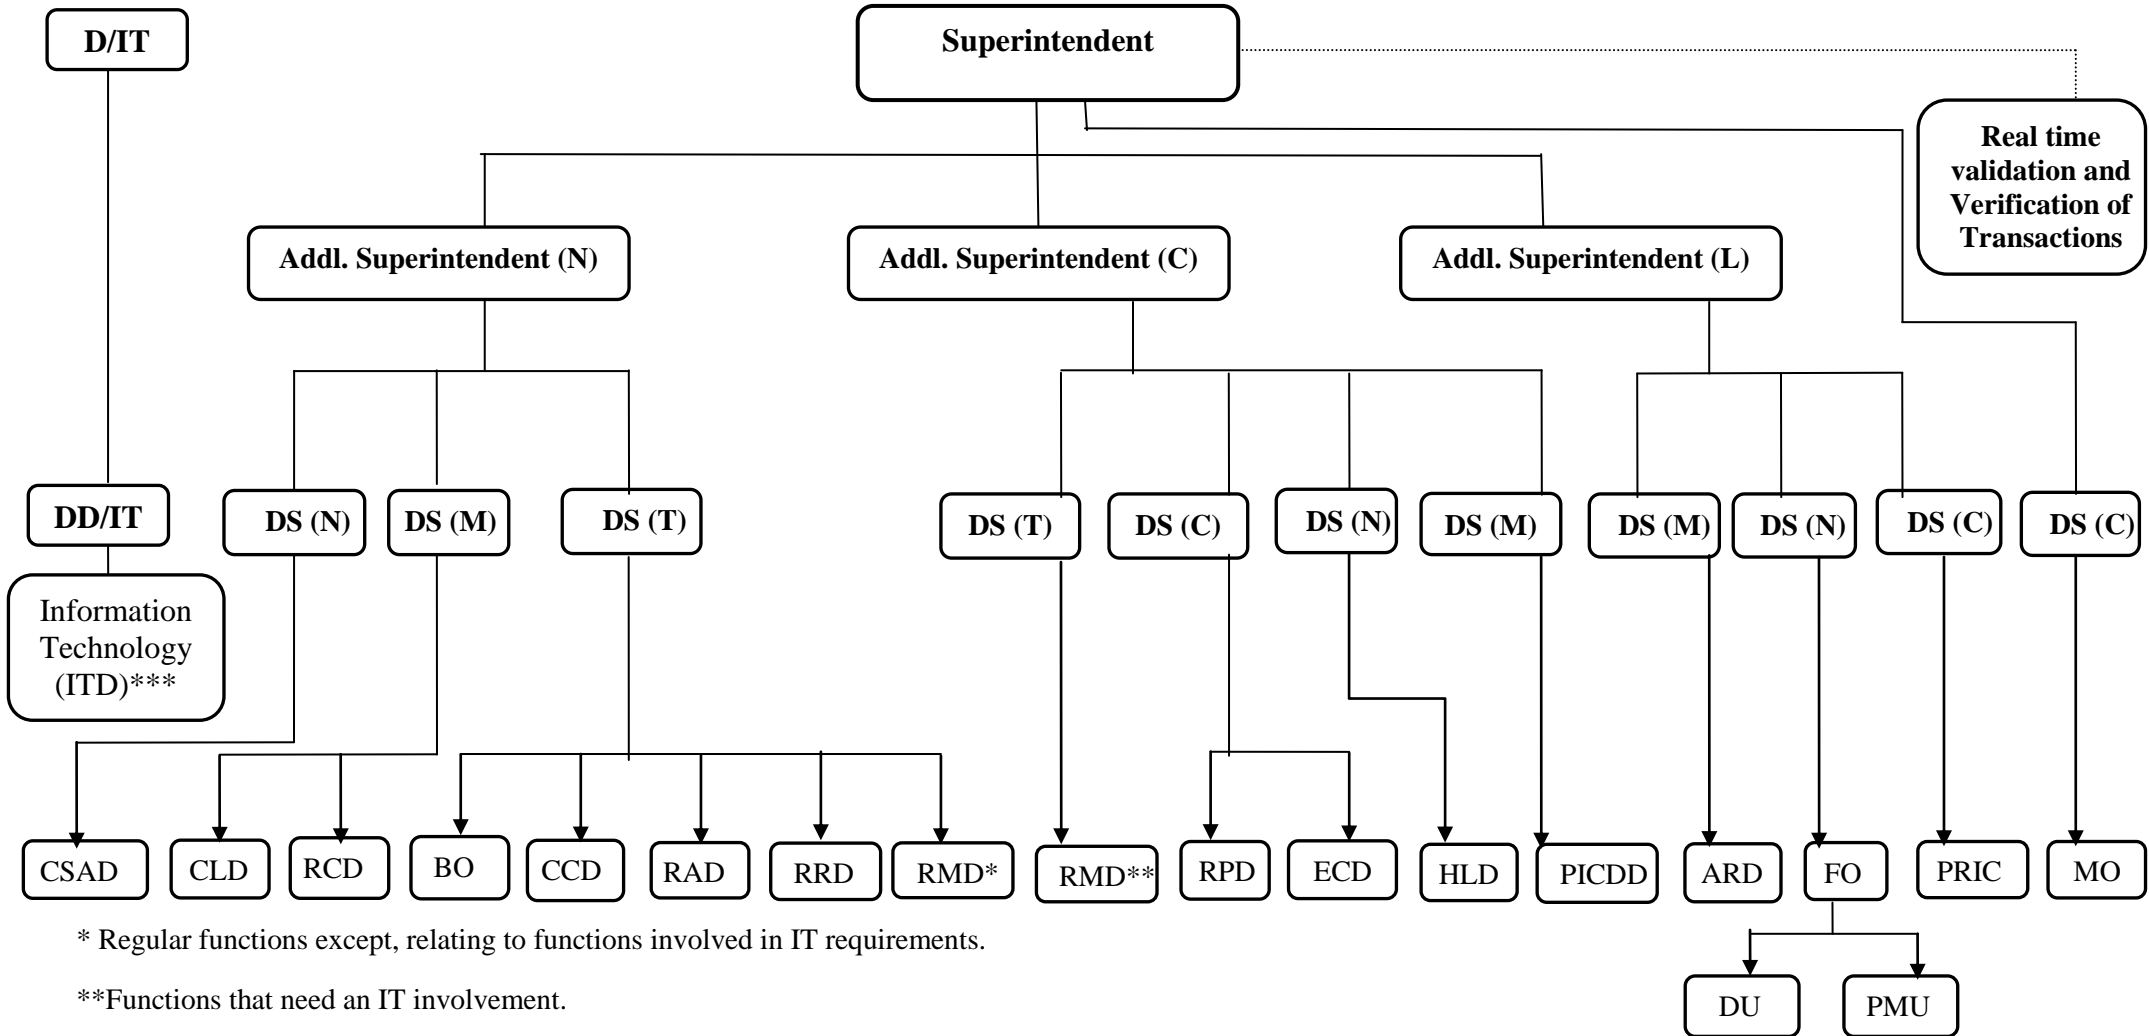 D/IT
Superintendent
Real time
validation and
Verification of
Transactions
Addl. Superintendent (N)
Addl. Superintendent (C)
Addl. Superintendent (L)
DD/IT
DS (N)
DS (M)
DS (T)
DS (T)
DS (C)
DS (N)
DS (M)
DS (M)
DS (N)
DS (C)
DS (C)
Information
Technology
(ITD)***
CSAD
CLD
RCD
BO
CCD
RAD
RRD
RMD*
RMD**
RPD
ECD
HLD
PICDD
ARD
FO
PRIC
MO
* Regular functions except, relating to functions involved in IT requirements.
**Functions that need an IT involvement.
DU
PMU